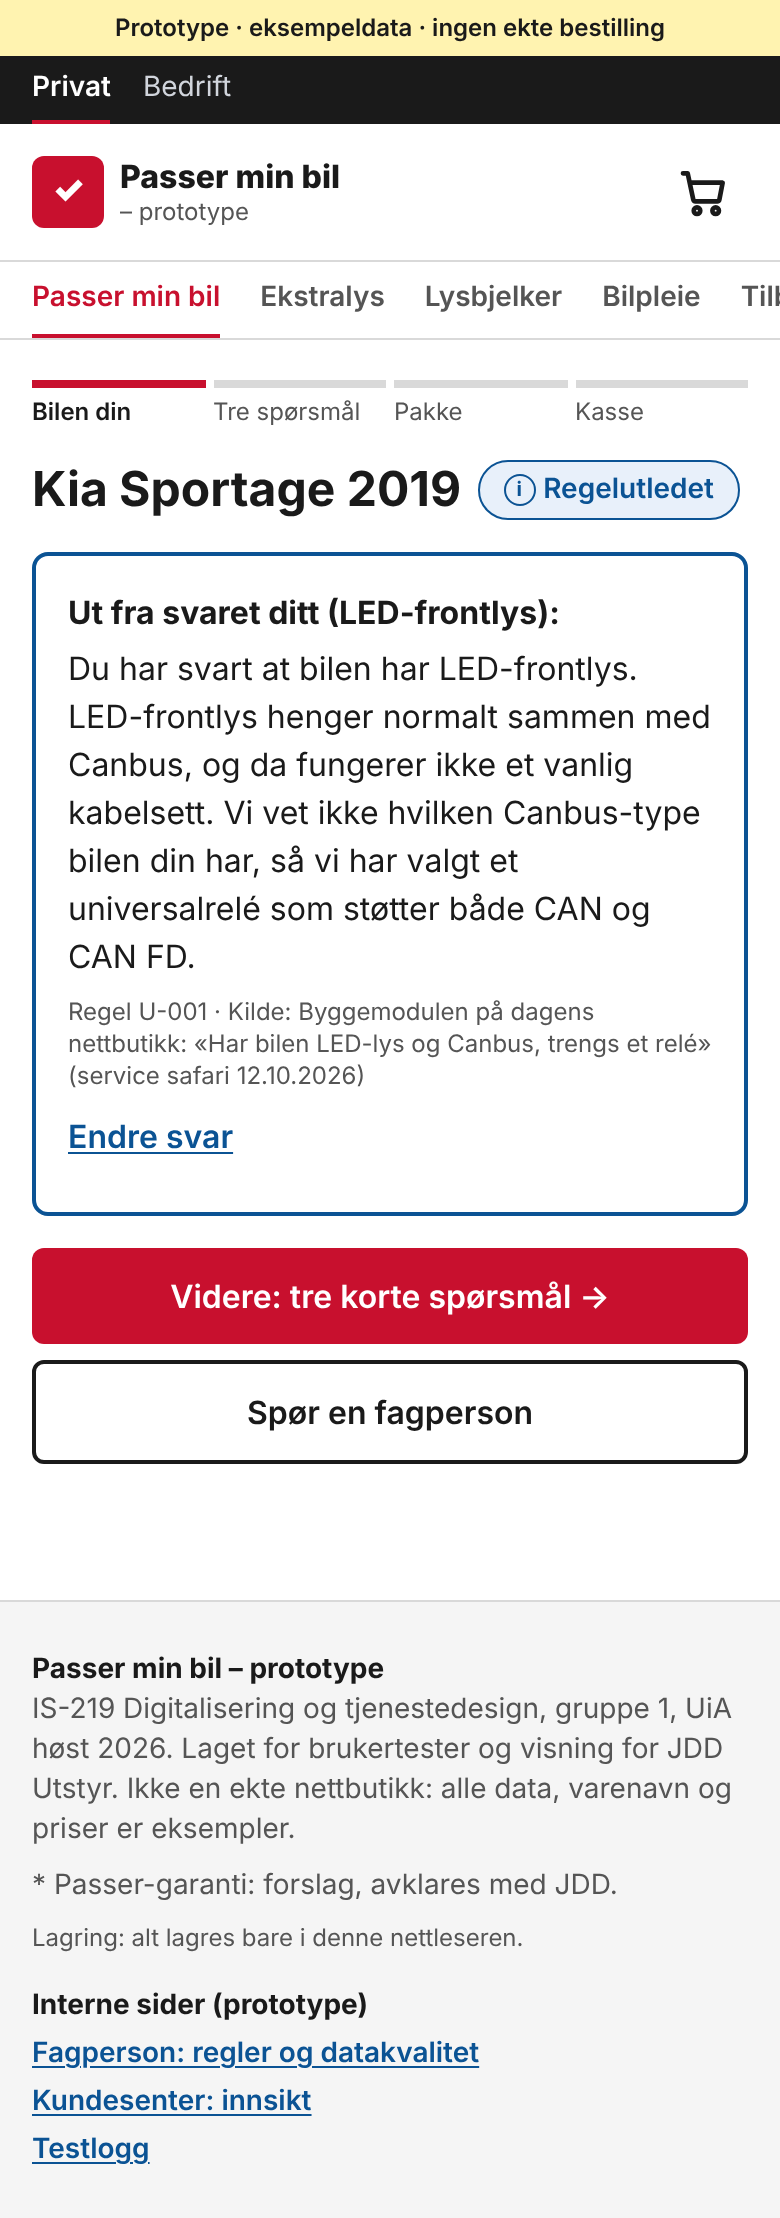 Prototype · eksempeldata · ingen ekte bestilling
Privat Bedrift
Passer min bil
– prototype
Passer min bil Ekstralys Lysbjelker Bilpleie
Bilen din Tre spørsmål Pakke Kasse
Kia Sportage 2019 i Regelutledet
Ut fra svaret ditt (LED-frontlys):
Du har svart at bilen har LED-frontlys.
LED-frontlys henger normalt sammen med
Canbus, og da fungerer ikke et vanlig
kabelsett. Vi vet ikke hvilken Canbus-type
bilen din har, så vi har valgt et
universalrelé som støtter både CAN og
CAN FD.
Regel U-001 · Kilde: Byggemodulen på dagens
nettbutikk: «Har bilen LED-lys og Canbus, trengs et relé»
(service safari 12.10.2026)
Endre svar
Videre: tre korte spørsmål →
Spør en fagperson
Passer min bil – prototype
IS-219 Digitalisering og tjenestedesign, gruppe 1, UiA
høst 2026. Laget for brukertester og visning for JDD
Utstyr. Ikke en ekte nettbutikk: alle data, varenavn og
priser er eksempler.
* Passer-garanti: forslag, avklares med JDD.
Lagring: alt lagres bare i denne nettleseren.
Interne sider (prototype)
Fagperson: regler og datakvalitet
Kundesenter: innsikt
Testlogg